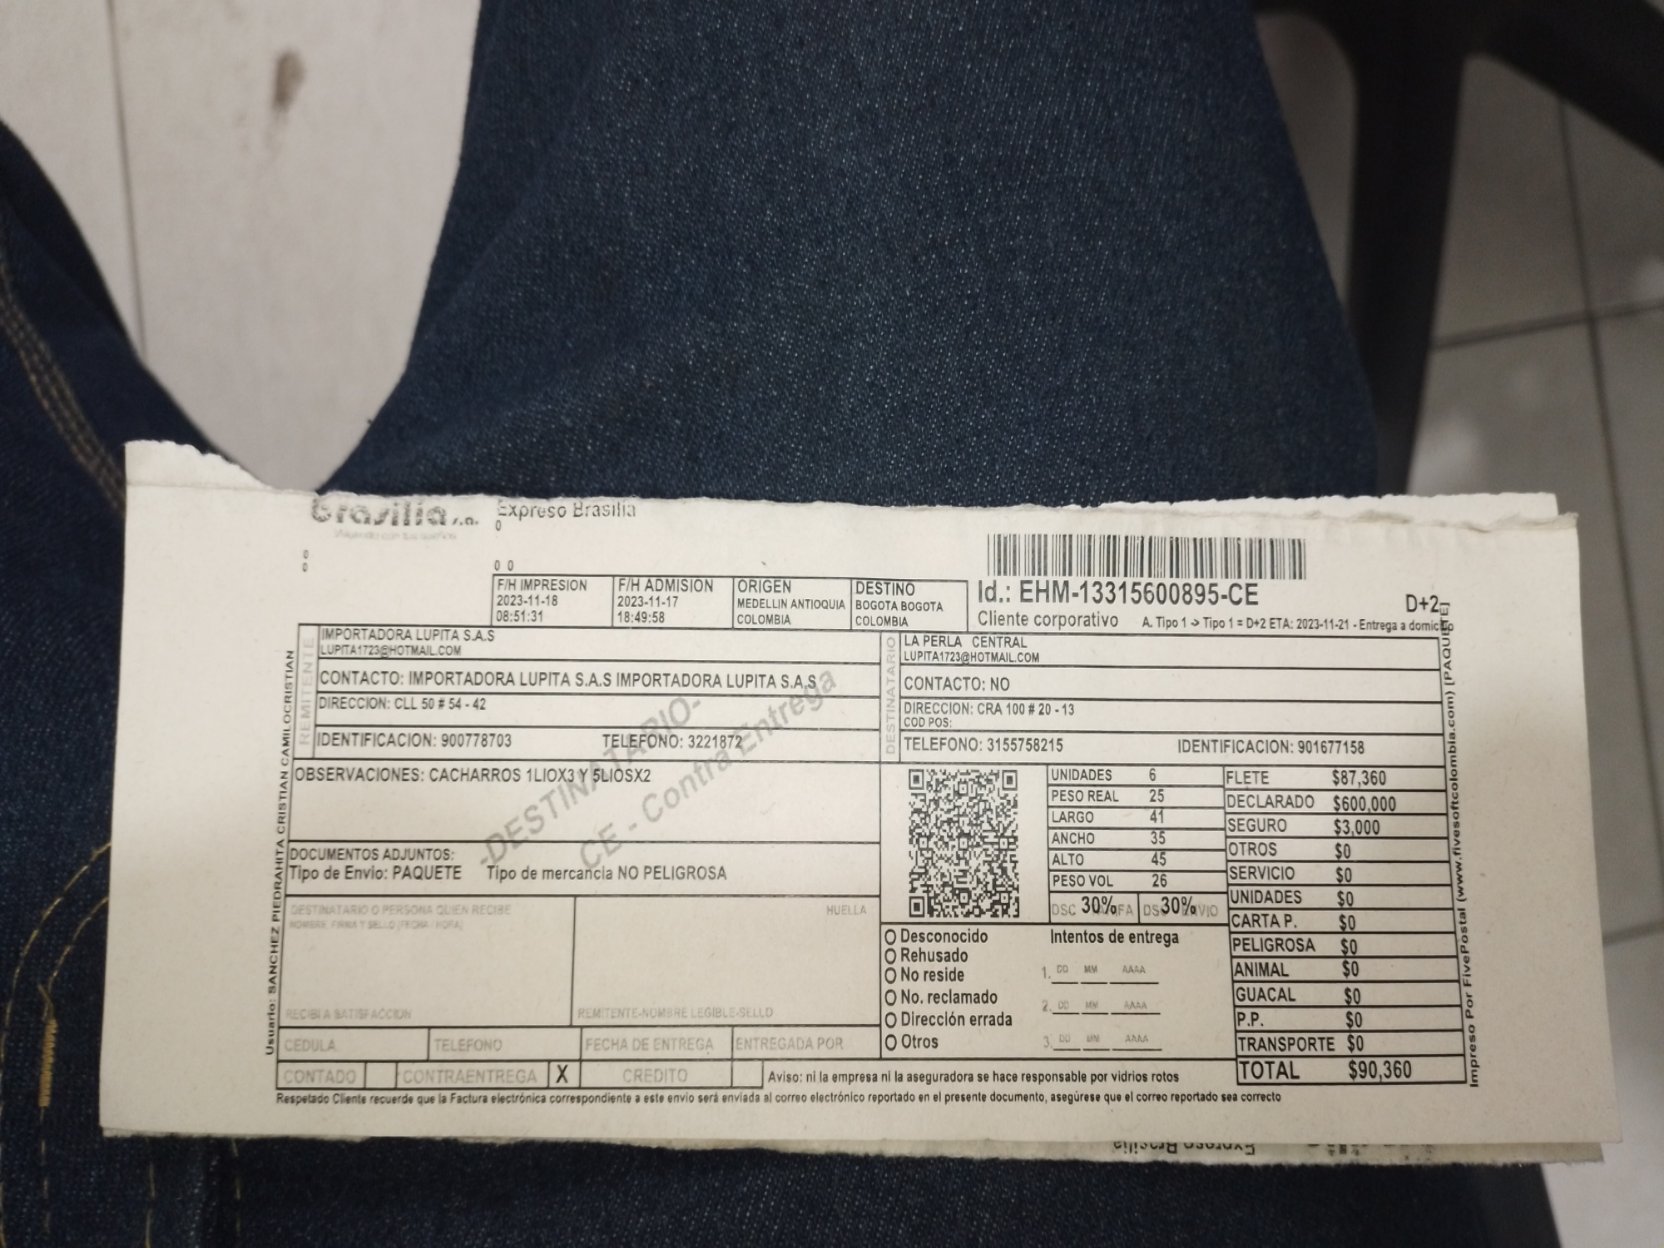 brasilia s.a.
Expreso Brasilia
0
0
0
0 0
F/H IMPRESION
2023-11-18
08:51:31
F/H ADMISION
2023-11-17
18:49:58
ORIGEN
MEDELLIN ANTIOQUIA
COLOMBIA
DESTINO
BOGOTA BOGOTA
COLOMBIA
Id.: EHM-13315600895-CE
D+2
Cliente corporativo A. Tipo 1 -> Tipo 1 = D+2 ETA: 2023-11-21 - Entrega a domicilio
REMITENTE
IMPORTADORA LUPITA S.A.S
LUPITA1723@HOTMAIL.COM
CONTACTO: IMPORTADORA LUPITA S.A.S IMPORTADORA LUPITA S.A.S
DIRECCION: CLL 50 # 54 - 42
IDENTIFICACION: 900778703 TELEFONO: 3221872
DESTINATARIO
LA PERLA CENTRAL
LUPITA1723@HOTMAIL.COM
CONTACTO: NO
DIRECCION: CRA 100 # 20 - 13
COD POS:
TELEFONO: 3155758215 IDENTIFICACION: 901677158
OBSERVACIONES: CACHARROS 1LIOX3 Y 5LIOSX2
-DESTINATARIO-
CE - Contra Entrega
DOCUMENTOS ADJUNTOS:
Tipo de Envio: PAQUETE Tipo de mercancia NO PELIGROSA
DESTINATARIO O PERSONA QUIEN RECIBE
NOMBRE, FIRMA Y SELLO (FECHA / HORA)
HUELLA
RECIBI A SATISFACCION
REMITENTE-NOMBRE LEGIBLE-SELLO
CEDULA
TELEFONO
FECHA DE ENTREGA
ENTREGADA POR
CONTADO
CONTRAENTREGA X
CREDITO
Aviso: ni la empresa ni la aseguradora se hace responsable por vidrios rotos
Respetado Cliente recuerde que la Factura electrónica correspondiente a este envio será enviada al correo electrónico reportado en el presente documento, asegúrese que el correo reportado sea correcto
UNIDADES 6
PESO REAL 25
LARGO 41
ANCHO 35
ALTO 45
PESO VOL 26
DSC 30%
30% ENVIO
Desconocido
Rehusado
No reside
No. reclamado
Dirección errada
Otros
Intentos de entrega
1. DD MM AAAA
2. DD MM AAAA
3. DD MM AAAA
FLETE $87,360
DECLARADO $600,000
SEGURO $3,000
OTROS $0
SERVICIO $0
UNIDADES $0
CARTA P. $0
PELIGROSA $0
ANIMAL $0
GUACAL $0
P.P. $0
TRANSPORTE $0
TOTAL $90,360
Usuario: SANCHEZ PIEDRAHITA CRISTIAN CAMILOCRISTIAN
Impreso Por FivePostal (www.fivesoftcolombia.com) [PAQUETE]
Expreso Brasilia